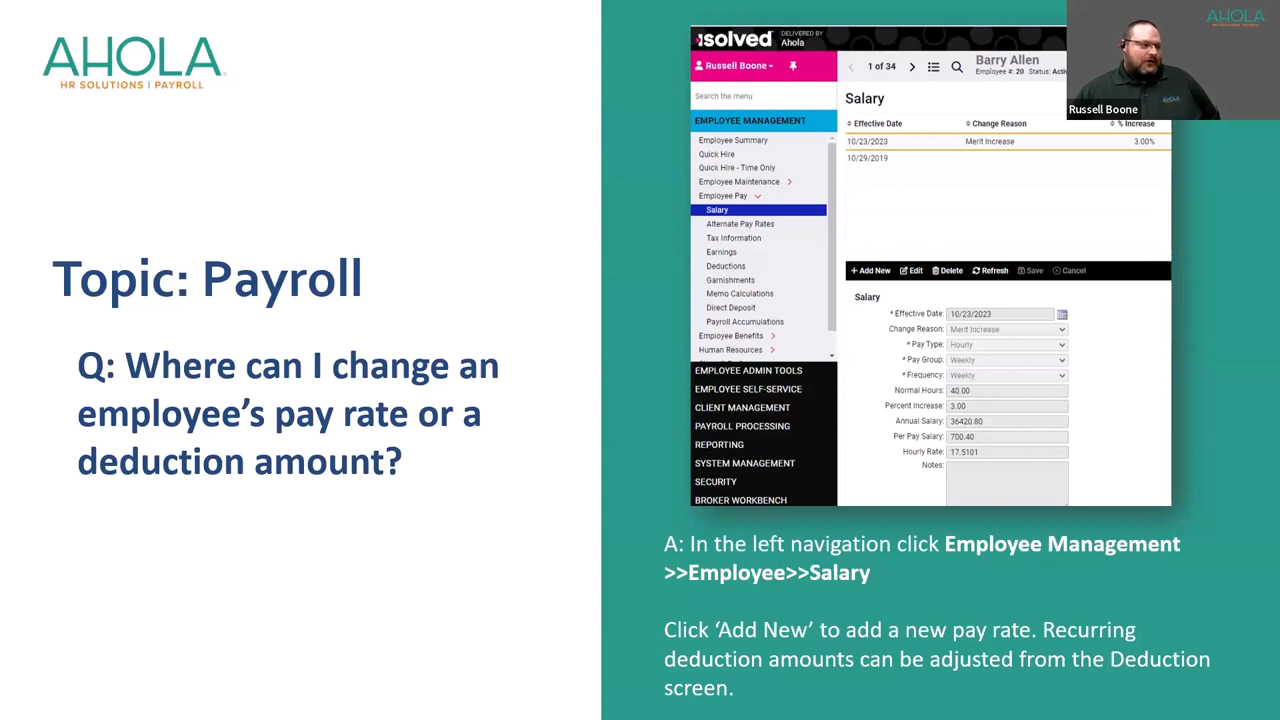 AHOLA
HR SOLUTIONS | PAYROLL
Topic: Payroll
Q: Where can I change an
employee's pay rate or a
deduction amount?
isolved
DELIVERED BY
Ahola
Russell Boone
1 of 34
Barry Allen
Employee #: 20 Status: Acti
Search the menu
EMPLOYEE MANAGEMENT
Employee Summary
Quick Hire
Quick Hire - Time Only
Employee Maintenance
Employee Pay
Salary
Alternate Pay Rates
Tax Information
Earnings
Deductions
Garnishments
Memo Calculations
Direct Deposit
Payroll Accumulations
Employee Benefits
Human Resources
EMPLOYEE ADMIN TOOLS
EMPLOYEE SELF-SERVICE
CLIENT MANAGEMENT
PAYROLL PROCESSING
REPORTING
SYSTEM MANAGEMENT
SECURITY
BROKER WORKBENCH
Salary
Effective Date Change Reason % Increase
10/23/2023 Merit Increase 3.00%
10/29/2019
+ Add New Edit Delete Refresh Save Cancel
Salary
* Effective Date: 10/23/2023
Change Reason: Merit Increase
* Pay Type: Hourly
* Pay Group: Weekly
* Frequency: Weekly
Normal Hours: 40.00
Percent Increase: 3.00
Annual Salary: 36420.80
Per Pay Salary: 700.40
Hourly Rate: 17.5101
Notes:
AHOLA
Russell Boone
A: In the left navigation click Employee Management
>>Employee>>Salary
Click 'Add New' to add a new pay rate. Recurring
deduction amounts can be adjusted from the Deduction
screen.